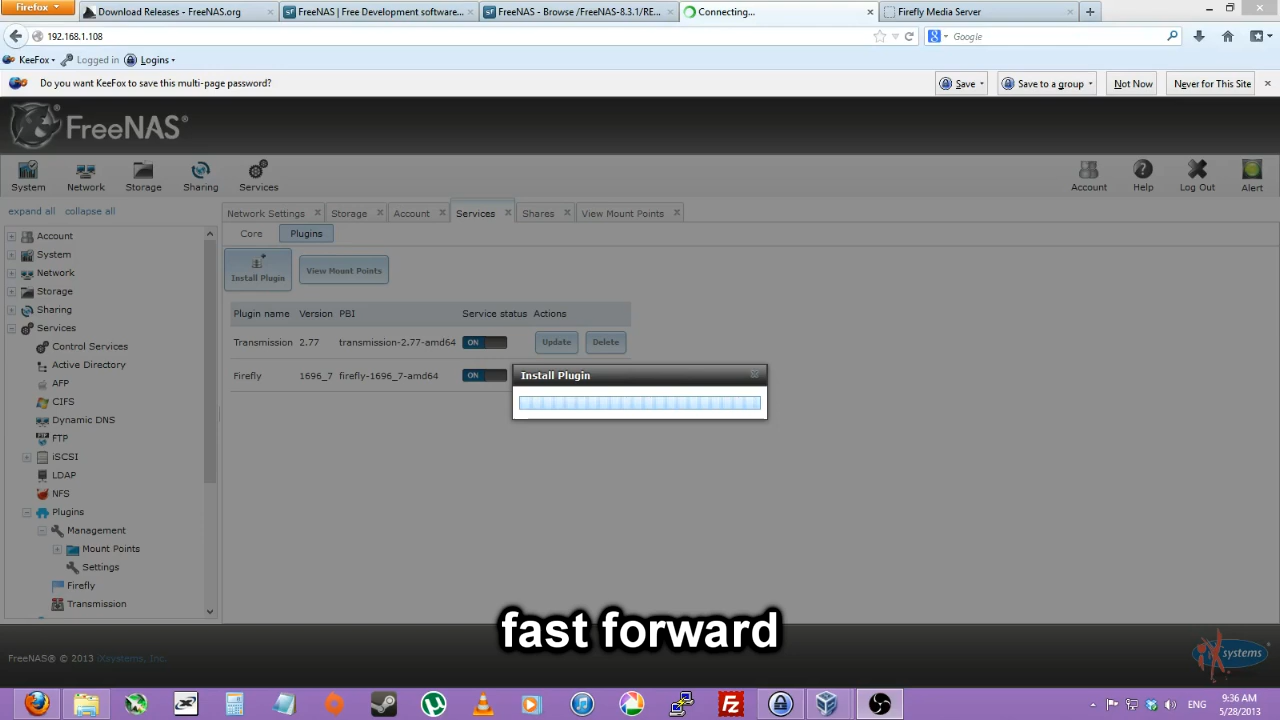 Firefox
Download Releases - FreeNAS.org
FreeNAS | Free Development software...
FreeNAS - Browse /FreeNAS-8.3.1/RE...
Connecting...
Firefly Media Server
192.168.1.108
Google
KeeFox
Logged in
Logins
Do you want KeeFox to save this multi-page password?
Save
Save to a group
Not Now
Never for This Site
FreeNAS®
System
Network
Storage
Sharing
Services
Account
Help
Log Out
Alert
expand all
collapse all
Network Settings
Storage
Account
Services
Shares
View Mount Points
Core
Plugins
Account
System
Network
Storage
Sharing
Services
Control Services
Active Directory
AFP
CIFS
Dynamic DNS
FTP
iSCSI
LDAP
NFS
Plugins
Management
Mount Points
Settings
Firefly
Transmission
Install Plugin
View Mount Points
Plugin name Version PBI Service status Actions
Transmission 2.77 transmission-2.77-amd64 ON Update Delete
Firefly 1696_7 firefly-1696_7-amd64 ON
Install Plugin
fast forward
FreeNAS® © 2013 iXsystems, Inc.
iXsystems
ENG
9:36 AM
5/28/2013